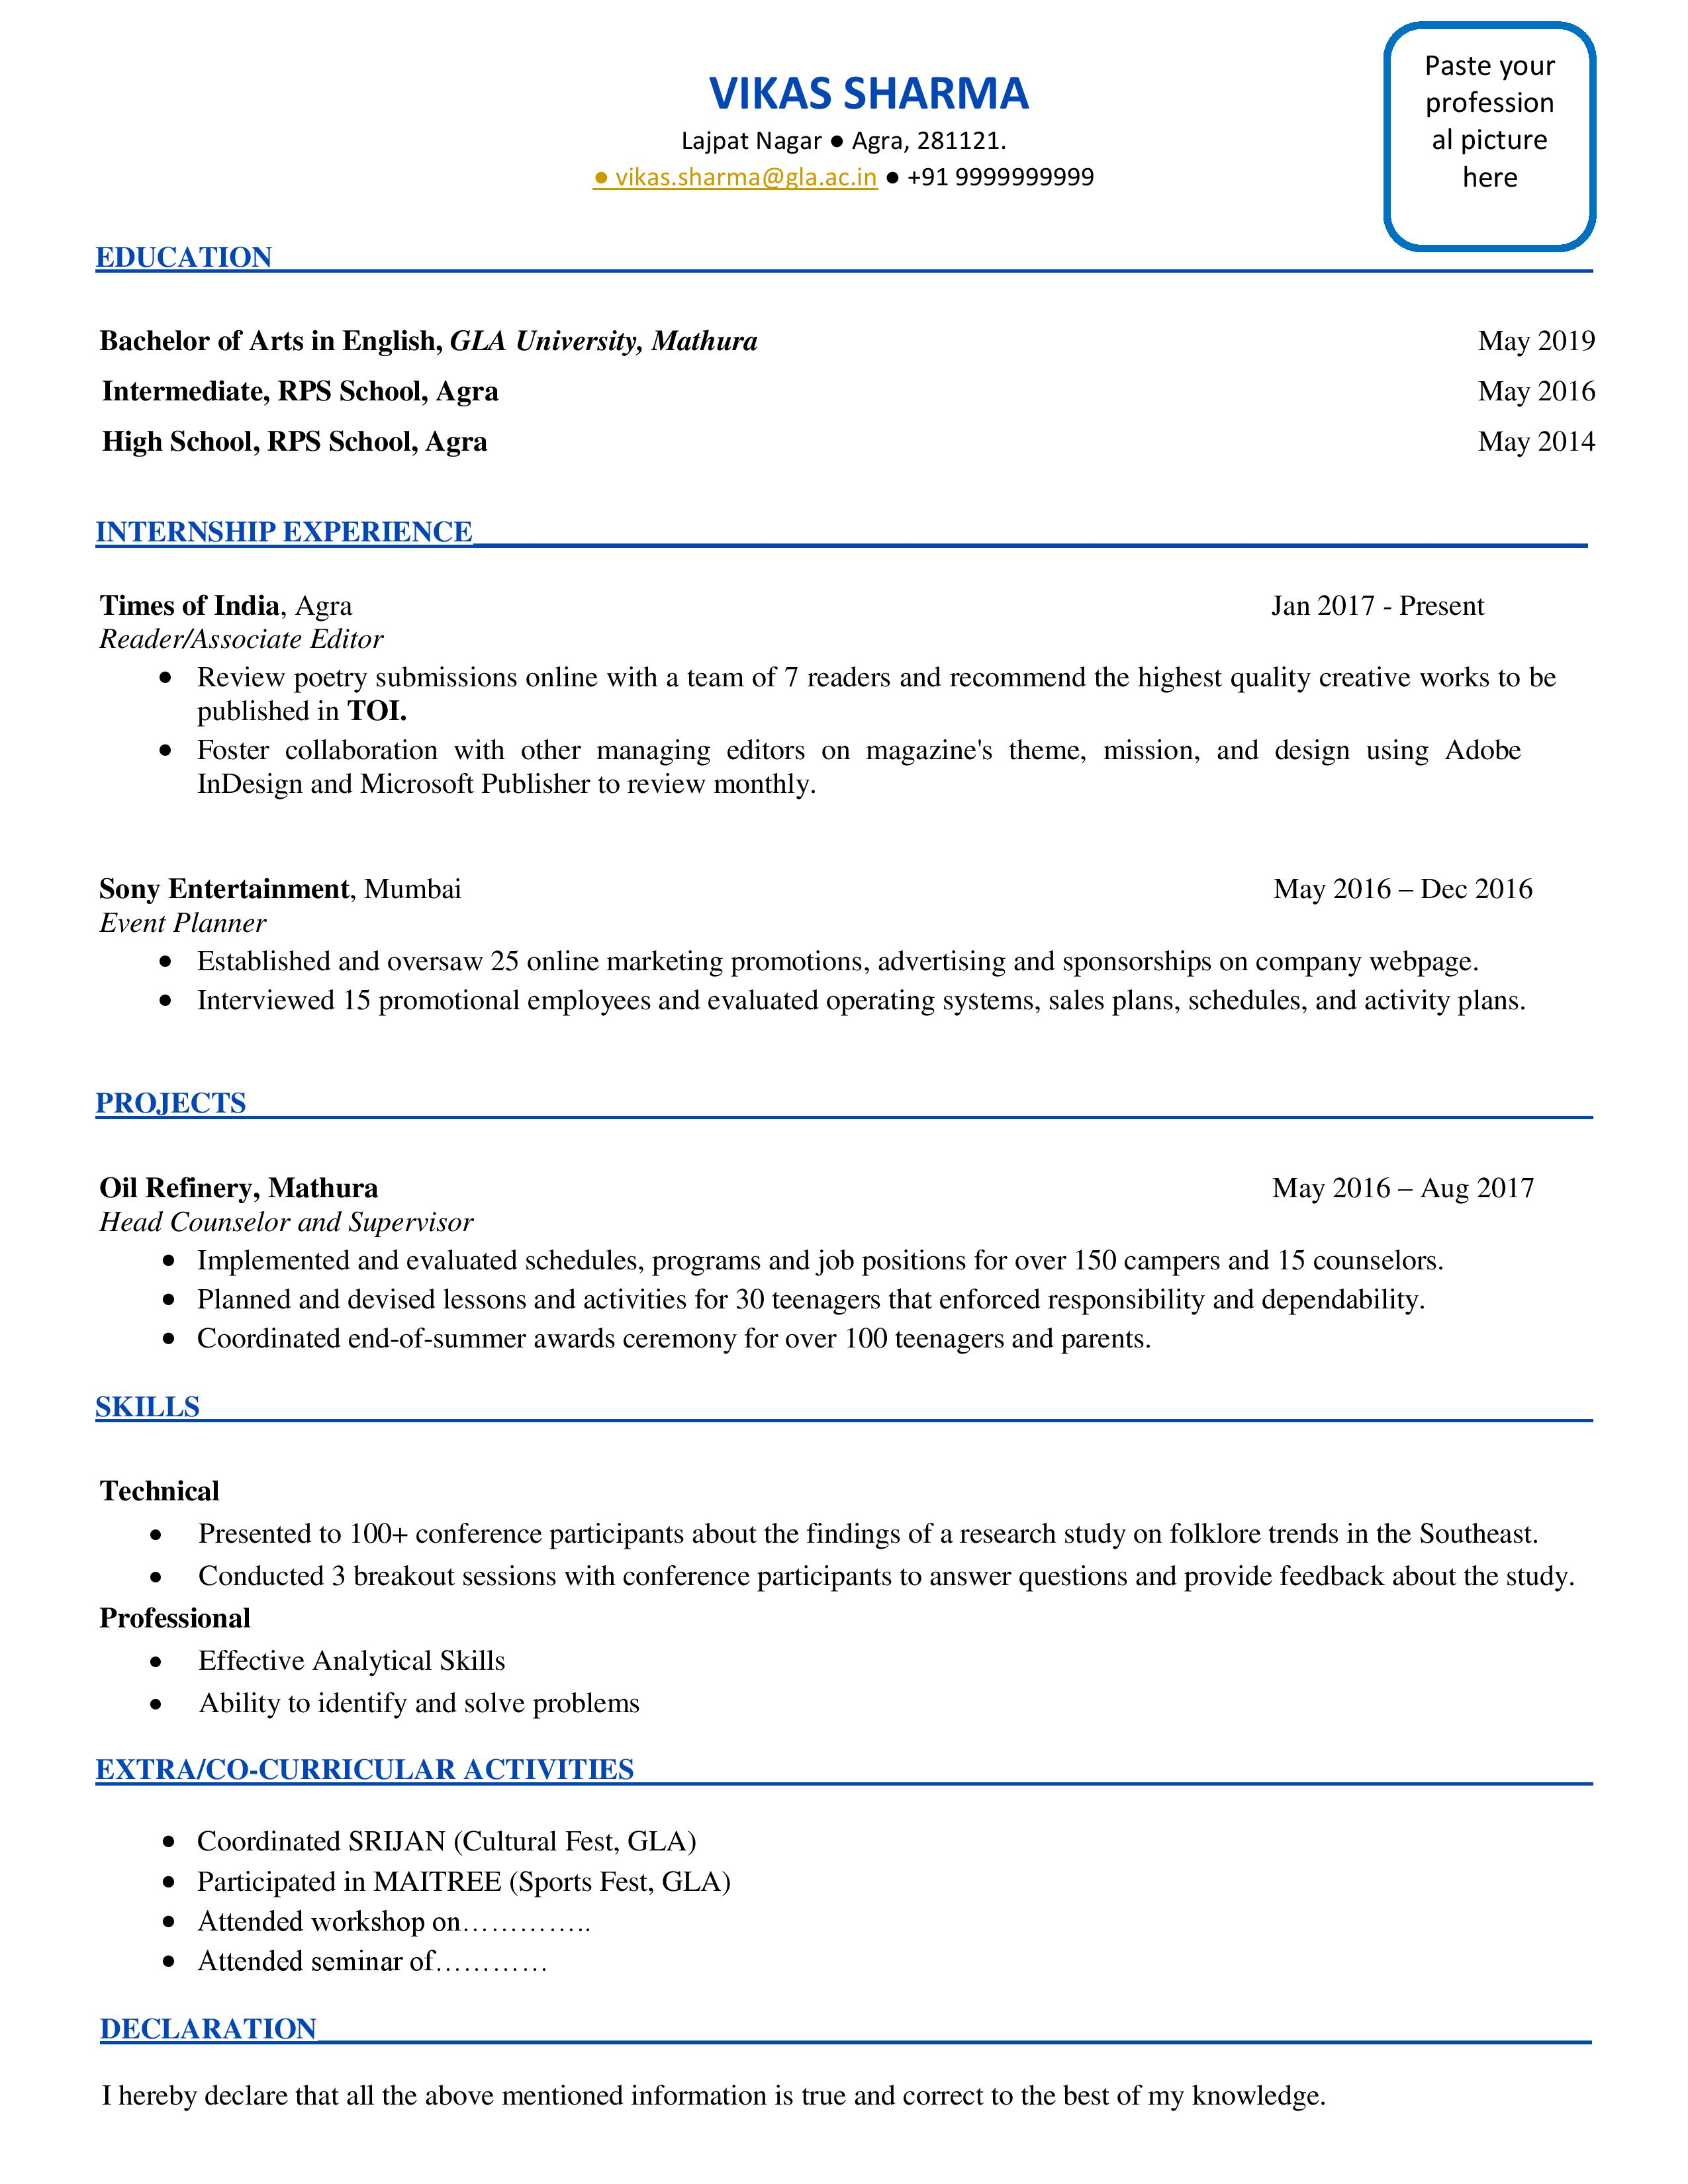 Paste your
profession
al picture
here
VIKAS SHARMA
Lajpat Nagar ● Agra, 281121.
● vikas.sharma@gla.ac.in ● +91 9999999999
EDUCATION
Bachelor of Arts in English, GLA University, Mathura May 2019
Intermediate, RPS School, Agra May 2016
High School, RPS School, Agra May 2014
INTERNSHIP EXPERIENCE
Times of India, Agra Jan 2017 - Present
Reader/Associate Editor
● Review poetry submissions online with a team of 7 readers and recommend the highest quality creative works to be
published in TOI.
● Foster collaboration with other managing editors on magazine's theme, mission, and design using Adobe
InDesign and Microsoft Publisher to review monthly.
Sony Entertainment, Mumbai May 2016 – Dec 2016
Event Planner
● Established and oversaw 25 online marketing promotions, advertising and sponsorships on company webpage.
● Interviewed 15 promotional employees and evaluated operating systems, sales plans, schedules, and activity plans.
PROJECTS
Oil Refinery, Mathura May 2016 – Aug 2017
Head Counselor and Supervisor
● Implemented and evaluated schedules, programs and job positions for over 150 campers and 15 counselors.
● Planned and devised lessons and activities for 30 teenagers that enforced responsibility and dependability.
● Coordinated end-of-summer awards ceremony for over 100 teenagers and parents.
SKILLS
Technical
● Presented to 100+ conference participants about the findings of a research study on folklore trends in the Southeast.
● Conducted 3 breakout sessions with conference participants to answer questions and provide feedback about the study.
Professional
● Effective Analytical Skills
● Ability to identify and solve problems
EXTRA/CO-CURRICULAR ACTIVITIES
● Coordinated SRIJAN (Cultural Fest, GLA)
● Participated in MAITREE (Sports Fest, GLA)
● Attended workshop on…………..
● Attended seminar of…………
DECLARATION
I hereby declare that all the above mentioned information is true and correct to the best of my knowledge.